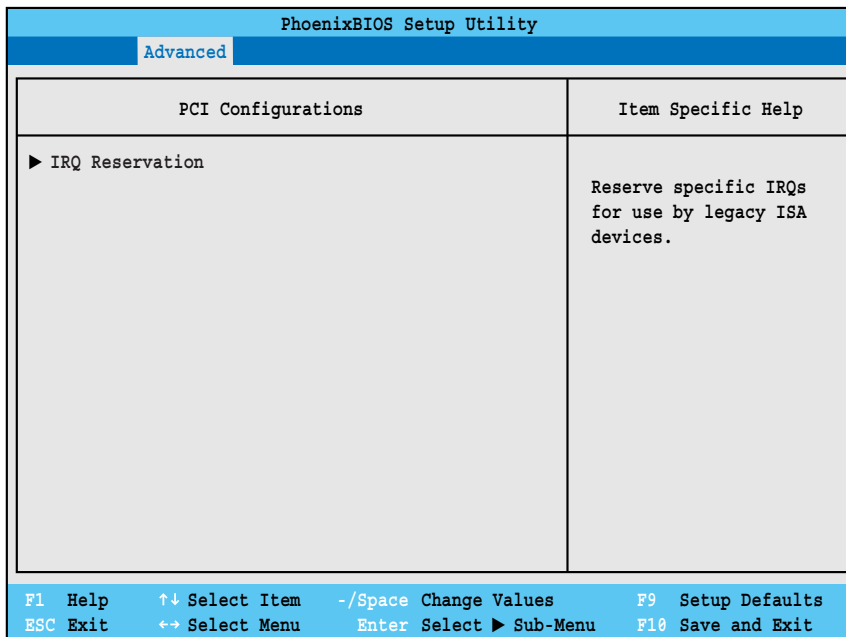 PhoenixBIOS Setup Utility
Advanced
PCI Configurations
Item Specific Help
▶ IRQ Reservation
Reserve specific IRQs
for use by legacy ISA
devices.
F1 Help ↑↓ Select Item -/Space Change Values F9 Setup Defaults
ESC Exit ←→ Select Menu Enter Select ▶ Sub-Menu F10 Save and Exit